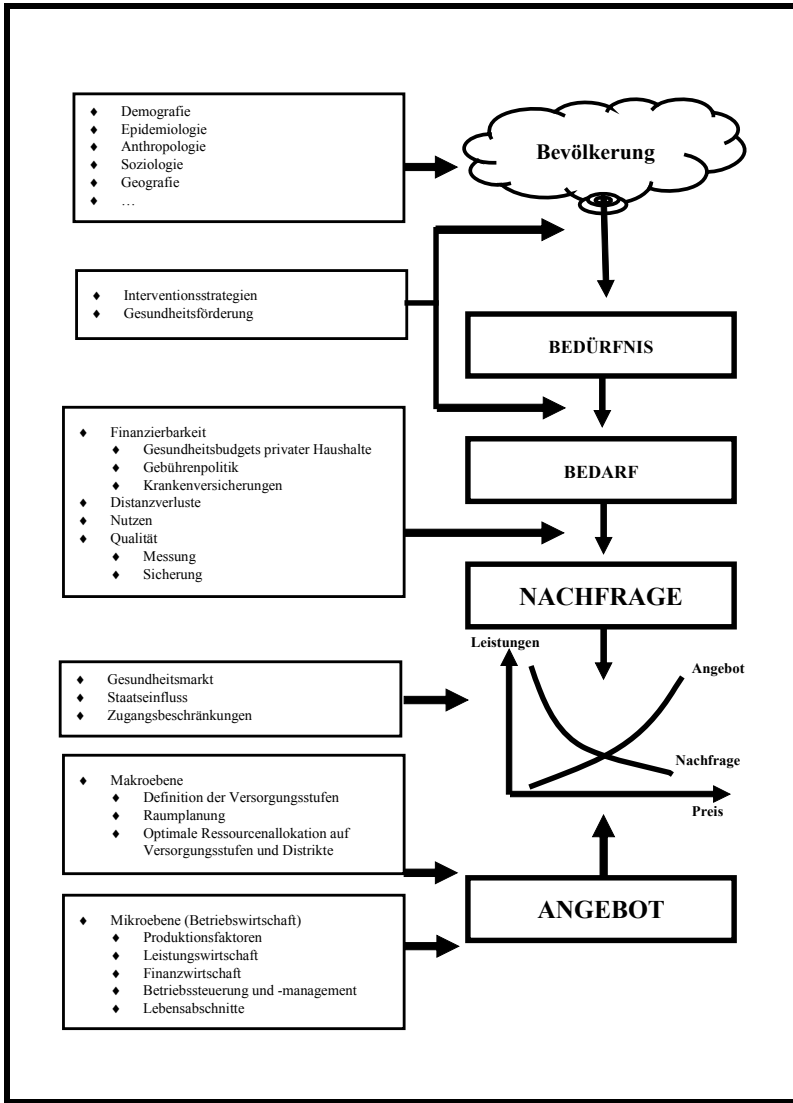 ♦ Demografie
♦ Epidemiologie
♦ Anthropologie
♦ Soziologie
♦ Geografie
♦ …
Bevölkerung
♦ Interventionsstrategien
♦ Gesundheitsförderung
BEDÜRFNIS
♦ Finanzierbarkeit
♦ Gesundheitsbudgets privater Haushalte
♦ Gebührenpolitik
♦ Krankenversicherungen
♦ Distanzverluste
♦ Nutzen
♦ Qualität
♦ Messung
♦ Sicherung
BEDARF
NACHFRAGE
♦ Gesundheitsmarkt
♦ Staatseinfluss
♦ Zugangsbeschränkungen
Leistungen
Angebot
Nachfrage
Preis
♦ Makroebene
♦ Definition der Versorgungsstufen
♦ Raumplanung
♦ Optimale Ressourcenallokation auf
Versorgungsstufen und Distrikte
♦ Mikroebene (Betriebswirtschaft)
♦ Produktionsfaktoren
♦ Leistungswirtschaft
♦ Finanzwirtschaft
♦ Betriebssteuerung und -management
♦ Lebensabschnitte
ANGEBOT